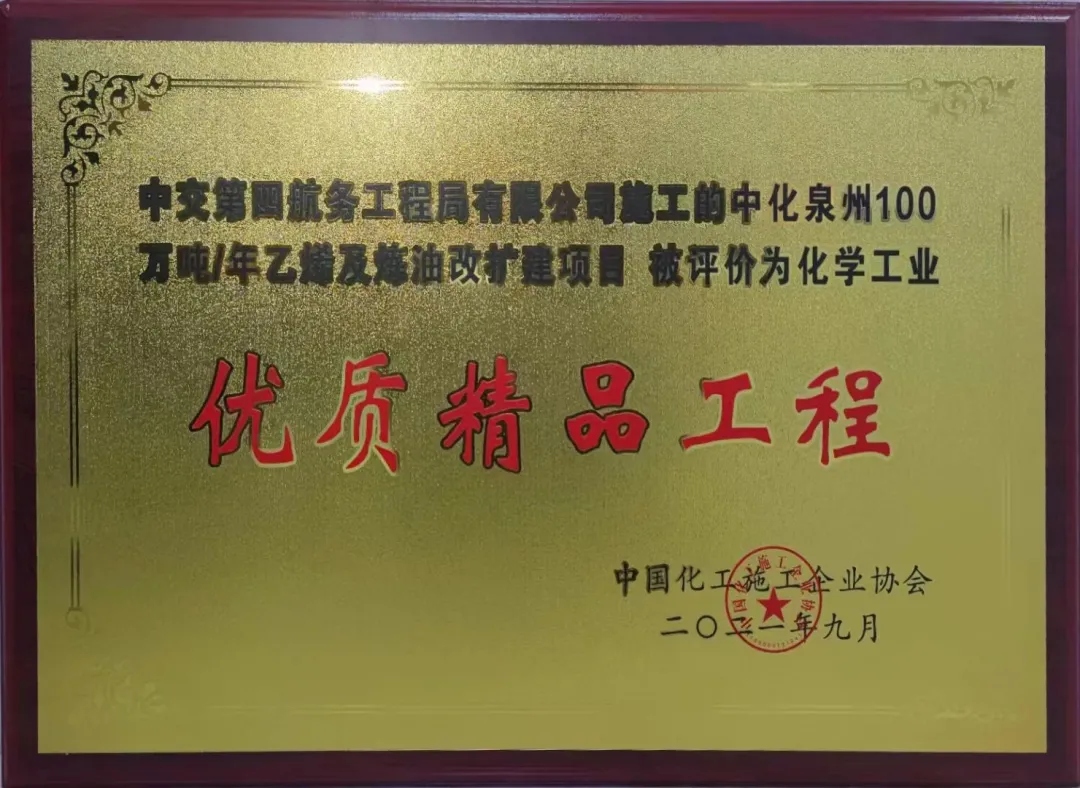 中交第四航务工程局有限公司施工的中化泉州100
万吨/年乙烯及炼油改扩建项目 被评价为化学工业
优质精品工程
中国化工施工企业协会
二〇二一年九月